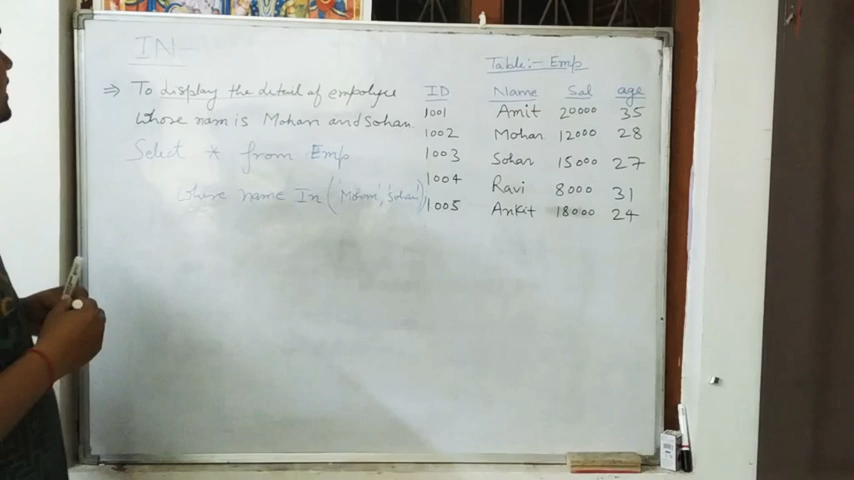 IN-
⇒ To display the detail of empolyee
whose nam is Mohan and Sohan.
Select * from Emp
where name In ('Mohan', 'Sohan');
Table:- Emp
ID Name Sal age
1001 Amit 20000 35
1002 Mohan 12000 28
1003 Sohan 15000 27
1004 Ravi 8000 31
1005 Ankit 18000 24